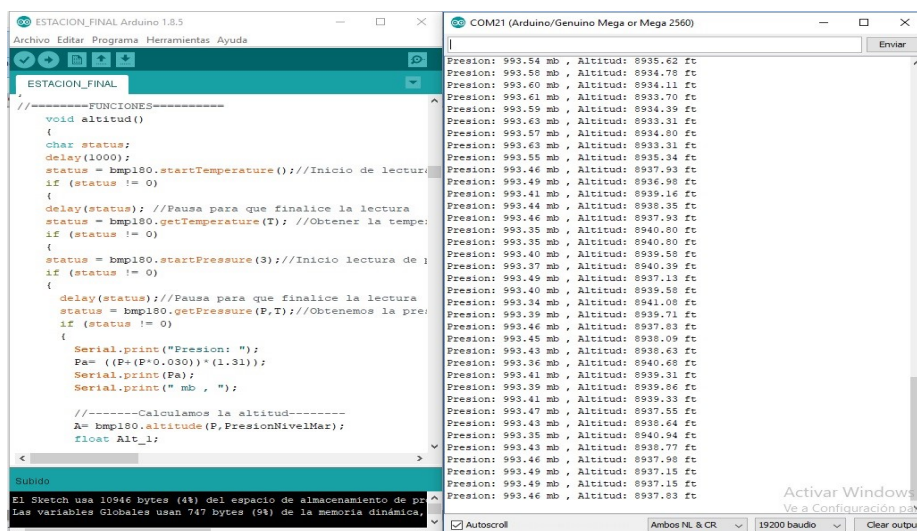 ESTACION_FINAL Arduino 1.8.5
Archivo Editar Programa Herramientas Ayuda
ESTACION_FINAL
//========FUNCIONES==========
void altitud()
{
char status;
delay(1000);
status = bmp180.startTemperature();//Inicio de lectura
if (status != 0)
{
delay(status); //Pausa para que finalice la lectura
status = bmp180.getTemperature(T); //Obtener la tempe
if (status != 0)
{
status = bmp180.startPressure(3);//Inicio lectura de
if (status != 0)
{
delay(status);//Pausa para que finalice la lectura
status = bmp180.getPressure(P,T);//Obtenemos la pre
if (status != 0)
{
Serial.print("Presion: ");
Pa= ((P+(P*0.030))*(1.31));
Serial.print(Pa);
Serial.print(" mb , ");
//-------Calculamos la altitud--------
A= bmp180.altitude(P,PresionNivelMar);
float Alt_1;
Subido
El Sketch usa 10946 bytes (4%) del espacio de almacenamiento de pr
Las variables Globales usan 747 bytes (9%) de la memoria dinámica,
COM21 (Arduino/Genuino Mega or Mega 2560)
Enviar
Presion: 993.54 mb , Altitud: 8935.62 ft
Presion: 993.58 mb , Altitud: 8934.78 ft
Presion: 993.60 mb , Altitud: 8934.11 ft
Presion: 993.61 mb , Altitud: 8933.70 ft
Presion: 993.59 mb , Altitud: 8934.39 ft
Presion: 993.63 mb , Altitud: 8933.31 ft
Presion: 993.57 mb , Altitud: 8934.80 ft
Presion: 993.63 mb , Altitud: 8933.31 ft
Presion: 993.55 mb , Altitud: 8935.34 ft
Presion: 993.46 mb , Altitud: 8937.93 ft
Presion: 993.49 mb , Altitud: 8936.98 ft
Presion: 993.41 mb , Altitud: 8939.16 ft
Presion: 993.44 mb , Altitud: 8938.35 ft
Presion: 993.46 mb , Altitud: 8937.93 ft
Presion: 993.35 mb , Altitud: 8940.80 ft
Presion: 993.35 mb , Altitud: 8940.80 ft
Presion: 993.40 mb , Altitud: 8939.58 ft
Presion: 993.37 mb , Altitud: 8940.39 ft
Presion: 993.49 mb , Altitud: 8937.13 ft
Presion: 993.40 mb , Altitud: 8939.58 ft
Presion: 993.34 mb , Altitud: 8941.08 ft
Presion: 993.39 mb , Altitud: 8939.71 ft
Presion: 993.46 mb , Altitud: 8937.83 ft
Presion: 993.45 mb , Altitud: 8938.09 ft
Presion: 993.43 mb , Altitud: 8938.63 ft
Presion: 993.36 mb , Altitud: 8940.68 ft
Presion: 993.41 mb , Altitud: 8939.31 ft
Presion: 993.39 mb , Altitud: 8939.86 ft
Presion: 993.41 mb , Altitud: 8939.33 ft
Presion: 993.47 mb , Altitud: 8937.55 ft
Presion: 993.43 mb , Altitud: 8938.64 ft
Presion: 993.35 mb , Altitud: 8940.94 ft
Presion: 993.43 mb , Altitud: 8938.77 ft
Presion: 993.46 mb , Altitud: 8937.98 ft
Presion: 993.49 mb , Altitud: 8937.15 ft
Presion: 993.49 mb , Altitud: 8937.15 ft
Presion: 993.46 mb , Altitud: 8937.83 ft
Activar Windows
Ve a Configuración pa
Autoscroll
Ambos NL & CR
19200 baudio
Clear outpu